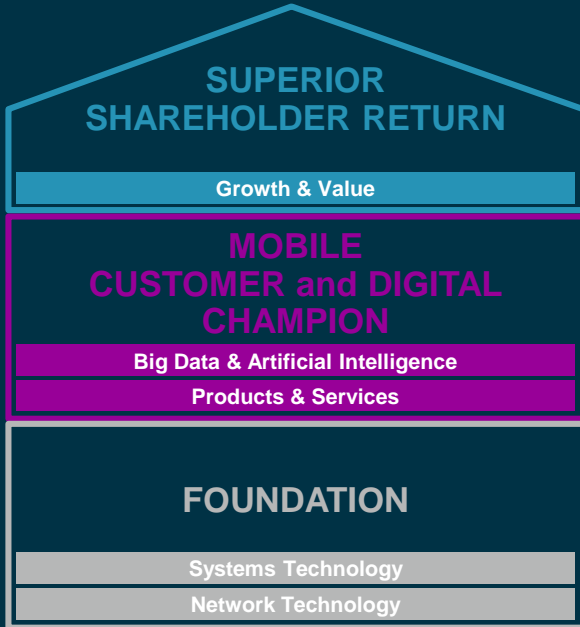 SUPERIOR
SHAREHOLDER RETURN
Growth & Value
MOBILE
CUSTOMER and DIGITAL
CHAMPION
Big Data & Artificial Intelligence
Products & Services
FOUNDATION
Systems Technology
Network Technology